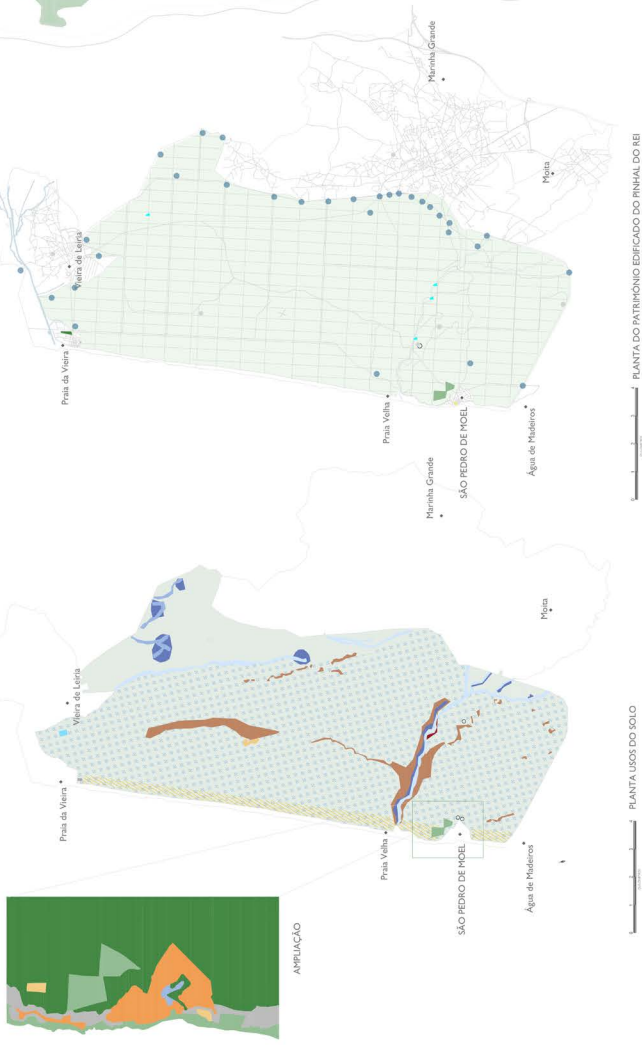 Marinha Grande
Moita
Vieira de Leiria
Praia da Vieira
Praia Velha
SÃO PEDRO DE MOEL
Água de Madeiros
PLANTA DO PATRIMÓNIO EDIFICADO DO PINHAL DO REI
Marinha Grande
Moita
Vieira de Leiria
Praia da Vieira
Praia Velha
SÃO PEDRO DE MOEL
Água de Madeiros
PLANTA USOS DO SOLO
AMPLIAÇÃO